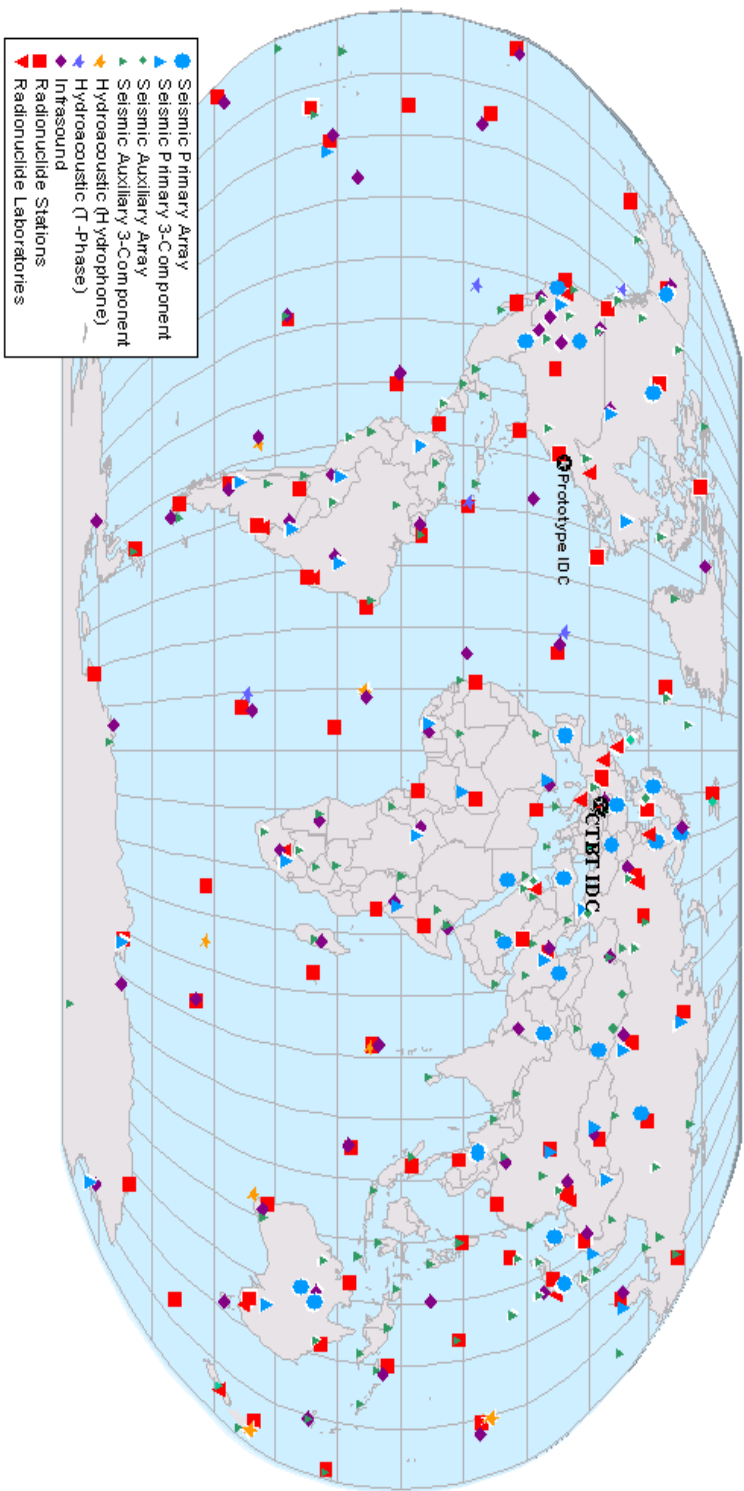 Seismic Primary Array
Seismic Primary 3-Component
Seismic Auxiliary Array
Seismic Auxiliary 3-Component
Hydroacoustic (Hydrophone)
Hydroacoustic (T-Phase)
Infrasound
Radionuclide Stations
Radionuclide Laboratories
Prototype IDC
CTBT IDC